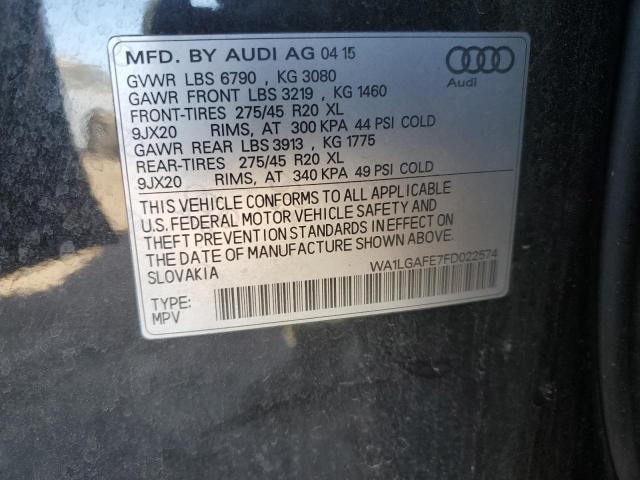 MFD. BY AUDI AG 04 15
GVWR LBS 6790 , KG 3080
GAWR FRONT LBS 3219 , KG 1460
FRONT-TIRES 275/45 R20 XL
9JX20 RIMS, AT 300 KPA 44 PSI COLD
GAWR REAR LBS 3913 , KG 1775
REAR-TIRES 275/45 R20 XL
9JX20 RIMS, AT 340 KPA 49 PSI COLD
Audi
THIS VEHICLE CONFORMS TO ALL APPLICABLE
U.S. FEDERAL MOTOR VEHICLE SAFETY AND
THEFT PREVENTION STANDARDS IN EFFECT ON
THE DATE OF MANUFACTURE SHOWN ABOVE.
SLOVAKIA
WA1LGAFE7FD022574
TYPE:
MPV